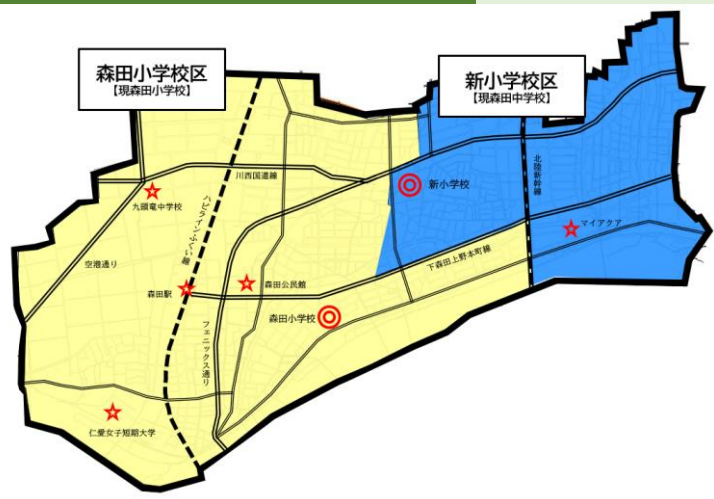 森田小学校区
【現森田小学校】
新小学校区
【現森田中学校】
川西国道線
ハピラインふくい線
北陸新幹線
新小学校
九頭竜中学校
マイアクア
空港通り
下森田上野本町線
森田駅
森田公民館
森田小学校
フェニックス通り
仁愛女子短期大学